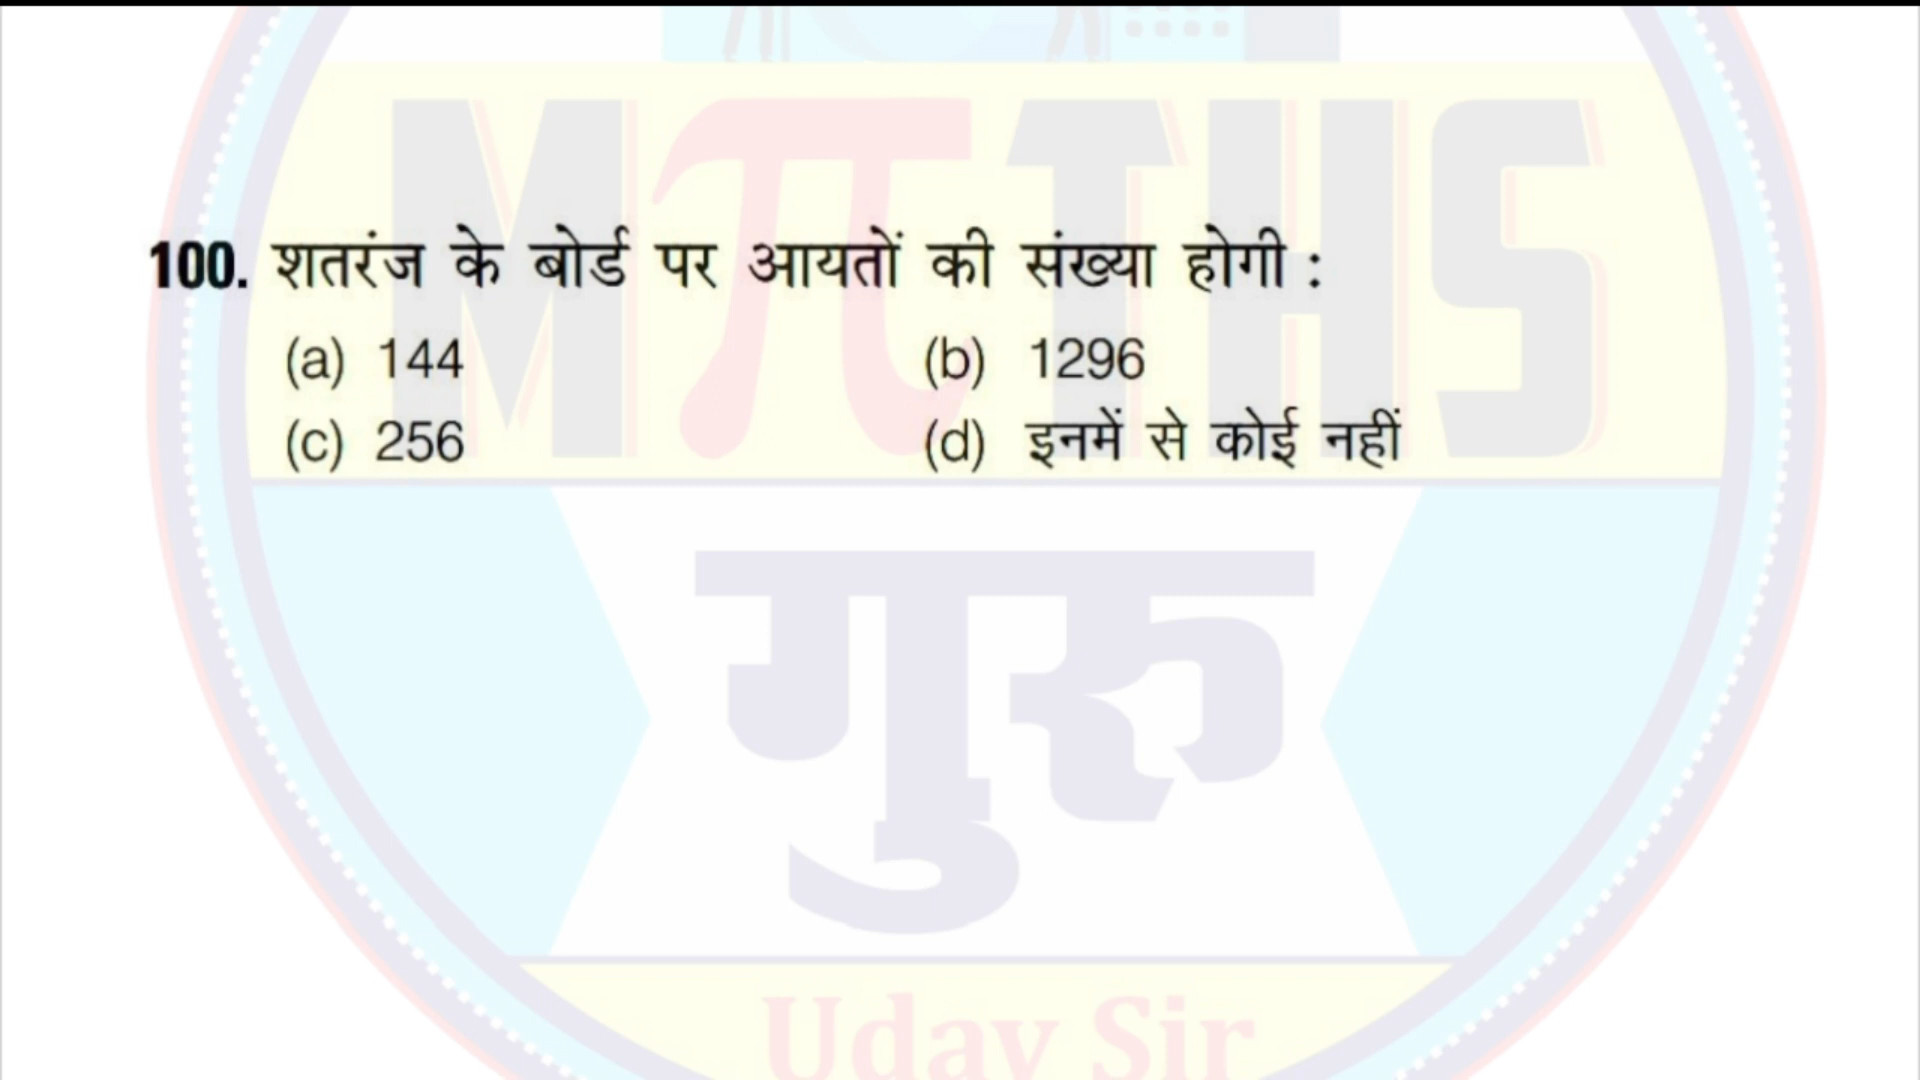 MπTHS
100. शतरंज के बोर्ड पर आयतों की संख्या होगी :
(a) 144 (b) 1296
(c) 256 (d) इनमें से कोई नहीं
गुरु
Uday Sir